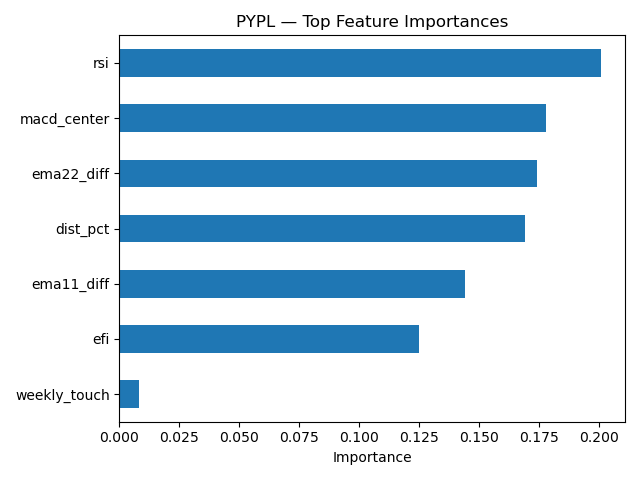 PYPL — Top Feature Importances
rsi
macd_center
ema22_diff
dist_pct
ema11_diff
efi
weekly_touch
0.000 0.025 0.050 0.075 0.100 0.125 0.150 0.175 0.200
Importance